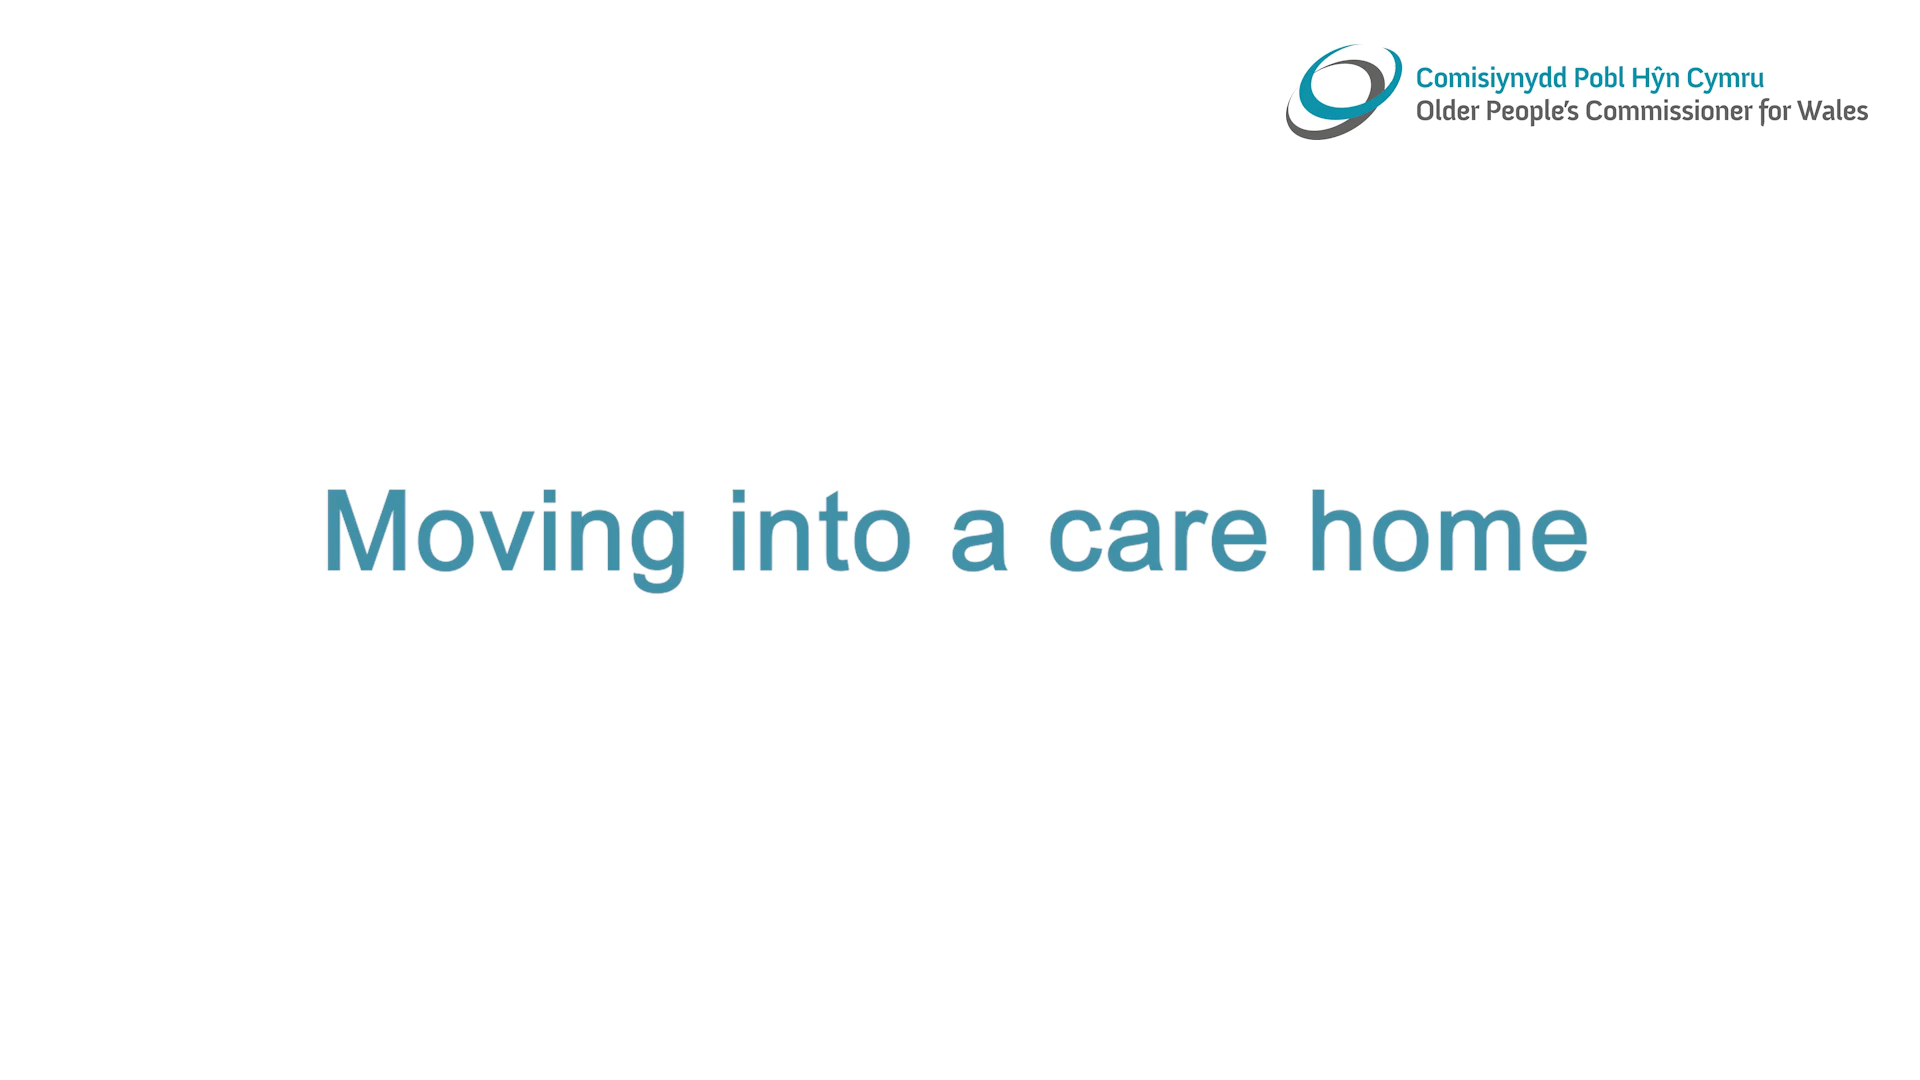 Comisiynydd Pobl Hŷn Cymru
Older People's Commissioner for Wales
Moving into a care home